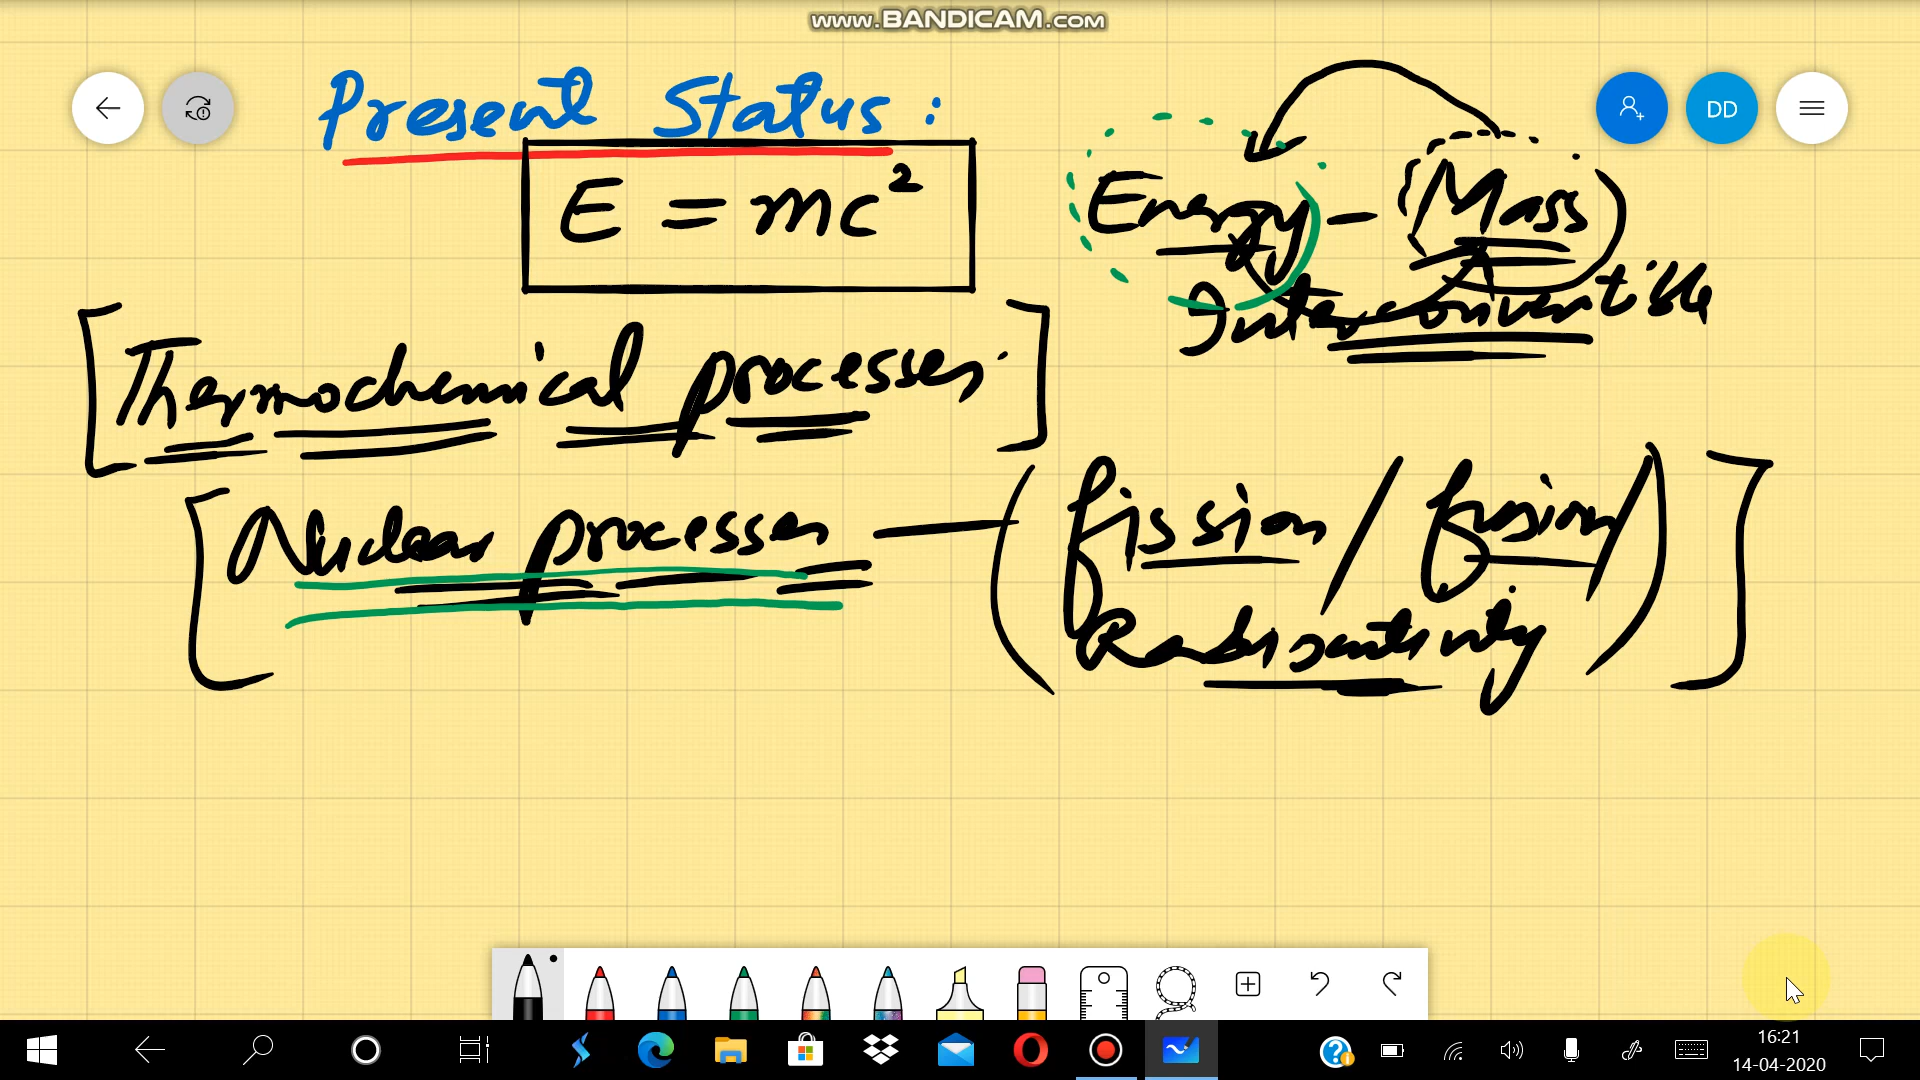 www.BANDICAM.com
Present Status :
DD
E = mc²
Energy - (Mass)
Interconvertible
[Thermochemical processes.]
[Nuclear processes — (fission / fusion /
Radioactivity)]
16:21
14-04-2020